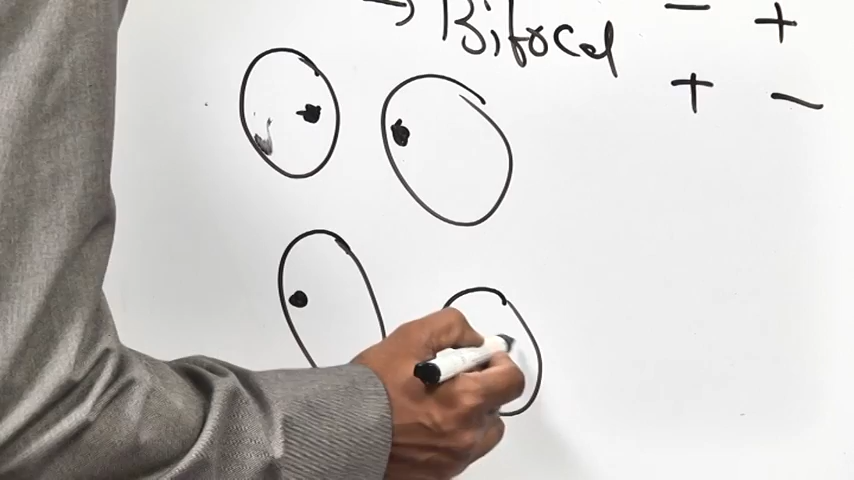 → Bifocal − +
+ −